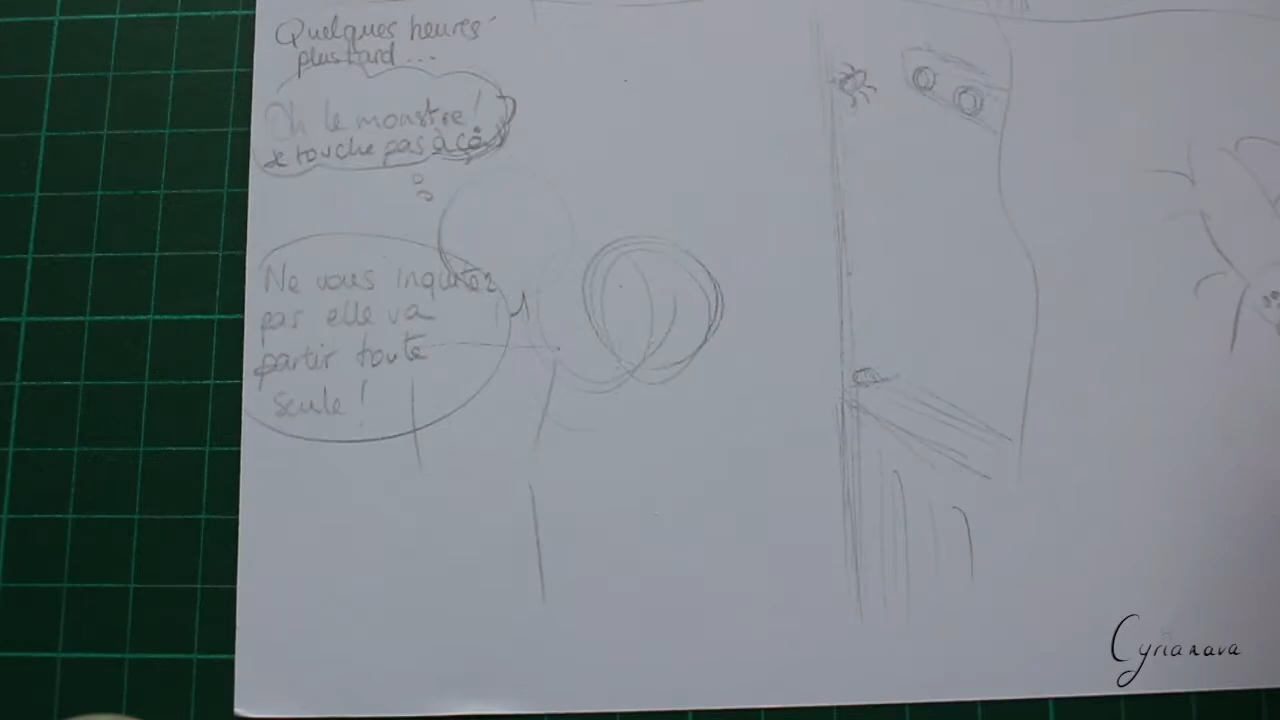 Quelques heures
plus tard...
Oh le monstre!
Je touche pas à ça
Ne vous inquitez
pas elle va
partir toute
seule!
Cyrianava